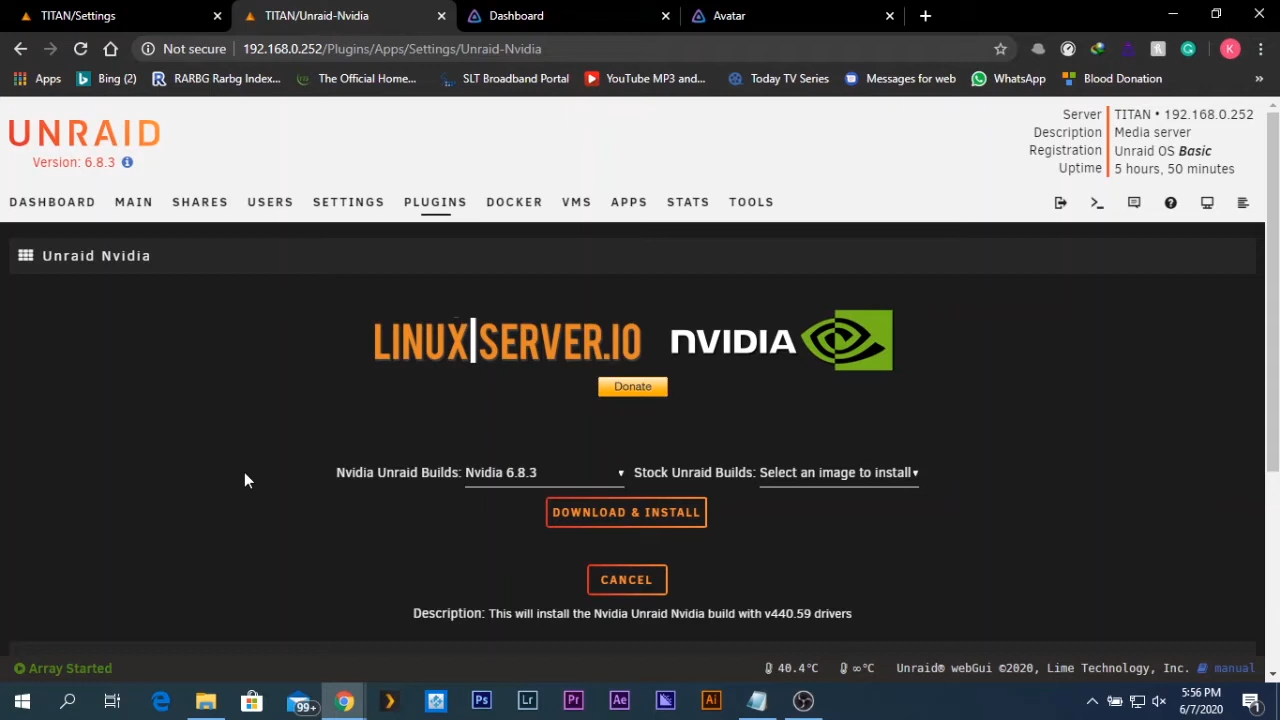 TITAN/Settings
TITAN/Unraid-Nvidia
Dashboard
Avatar
Not secure
192.168.0.252/Plugins/Apps/Settings/Unraid-Nvidia
K
Apps
Bing (2)
RARBG Rarbg Index...
The Official Home...
SLT Broadband Portal
YouTube MP3 and...
Today TV Series
Messages for web
WhatsApp
Blood Donation
»
UNRAID
Version: 6.8.3
Server TITAN • 192.168.0.252
Description Media server
Registration Unraid OS Basic
Uptime 5 hours, 50 minutes
DASHBOARD MAIN SHARES USERS SETTINGS PLUGINS DOCKER VMS APPS STATS TOOLS
Unraid Nvidia
LINUX|SERVER.IO
NVIDIA
Donate
Nvidia Unraid Builds: Nvidia 6.8.3
Stock Unraid Builds: Select an image to install
DOWNLOAD & INSTALL
CANCEL
Description: This will install the Nvidia Unraid Nvidia build with v440.59 drivers
Array Started
40.4°C
∞°C
Unraid® webGui ©2020, Lime Technology, Inc.
manual
99+
Ps
Lr
Pr
Ae
Ai
5:56 PM
6/7/2020
1